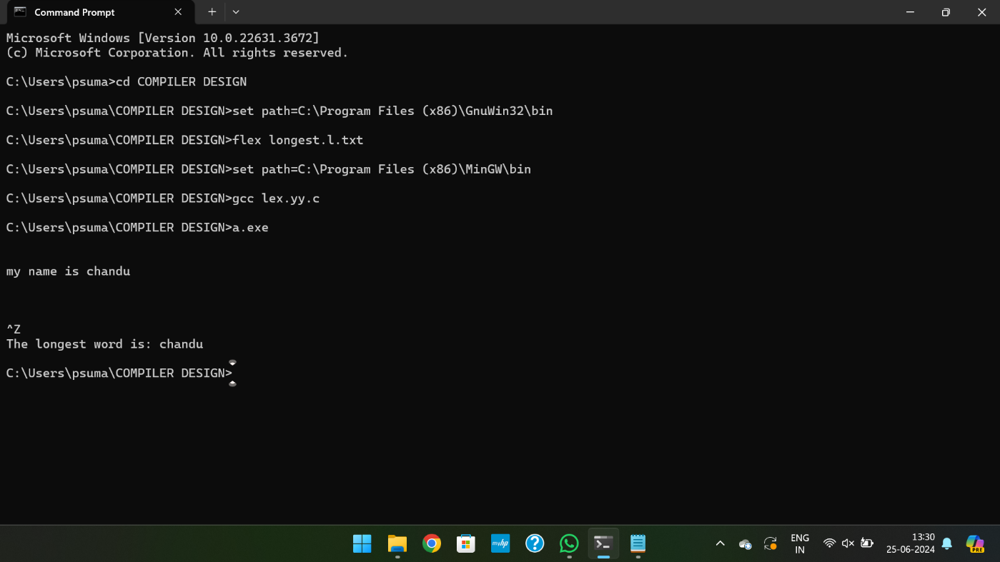 Command Prompt
Microsoft Windows [Version 10.0.22631.3672]
(c) Microsoft Corporation. All rights reserved.
C:\Users\psuma>cd COMPILER DESIGN
C:\Users\psuma\COMPILER DESIGN>set path=C:\Program Files (x86)\GnuWin32\bin
C:\Users\psuma\COMPILER DESIGN>flex longest.l.txt
C:\Users\psuma\COMPILER DESIGN>set path=C:\Program Files (x86)\MinGW\bin
C:\Users\psuma\COMPILER DESIGN>gcc lex.yy.c
C:\Users\psuma\COMPILER DESIGN>a.exe
my name is chandu
^Z
The longest word is: chandu
C:\Users\psuma\COMPILER DESIGN>
myhp
ENG
IN
13:30
25-06-2024
PRE